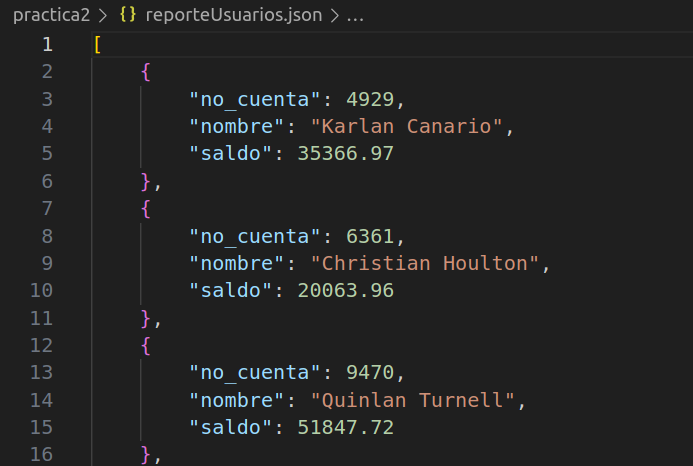 practica2 > {} reporteUsuarios.json > ...
1 [
2 {
3 "no_cuenta": 4929,
4 "nombre": "Karlan Canario",
5 "saldo": 35366.97
6 },
7 {
8 "no_cuenta": 6361,
9 "nombre": "Christian Houlton",
10 "saldo": 20063.96
11 },
12 {
13 "no_cuenta": 9470,
14 "nombre": "Quinlan Turnell",
15 "saldo": 51847.72
16 },